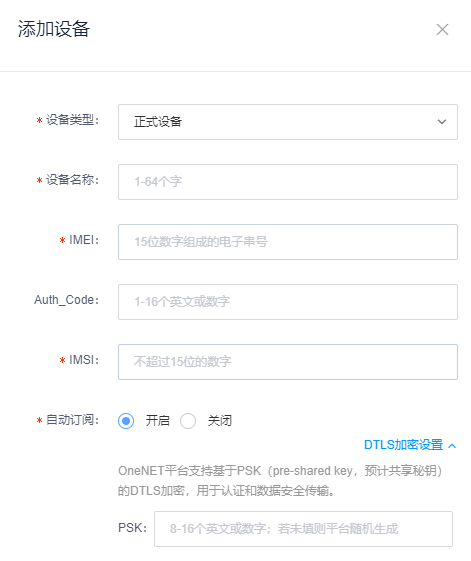 添加设备
* 设备类型： 正式设备
* 设备名称： 1-64个字
* IMEI： 15位数字组成的电子串号
Auth_Code： 1-16个英文或数字
* IMSI： 不超过15位的数字
* 自动订阅： 开启 关闭
DTLS加密设置
OneNET平台支持基于PSK（pre-shared key，预计共享秘钥）
的DTLS加密，用于认证和数据安全传输。
PSK： 8-16个英文或数字；若未填则平台随机生成